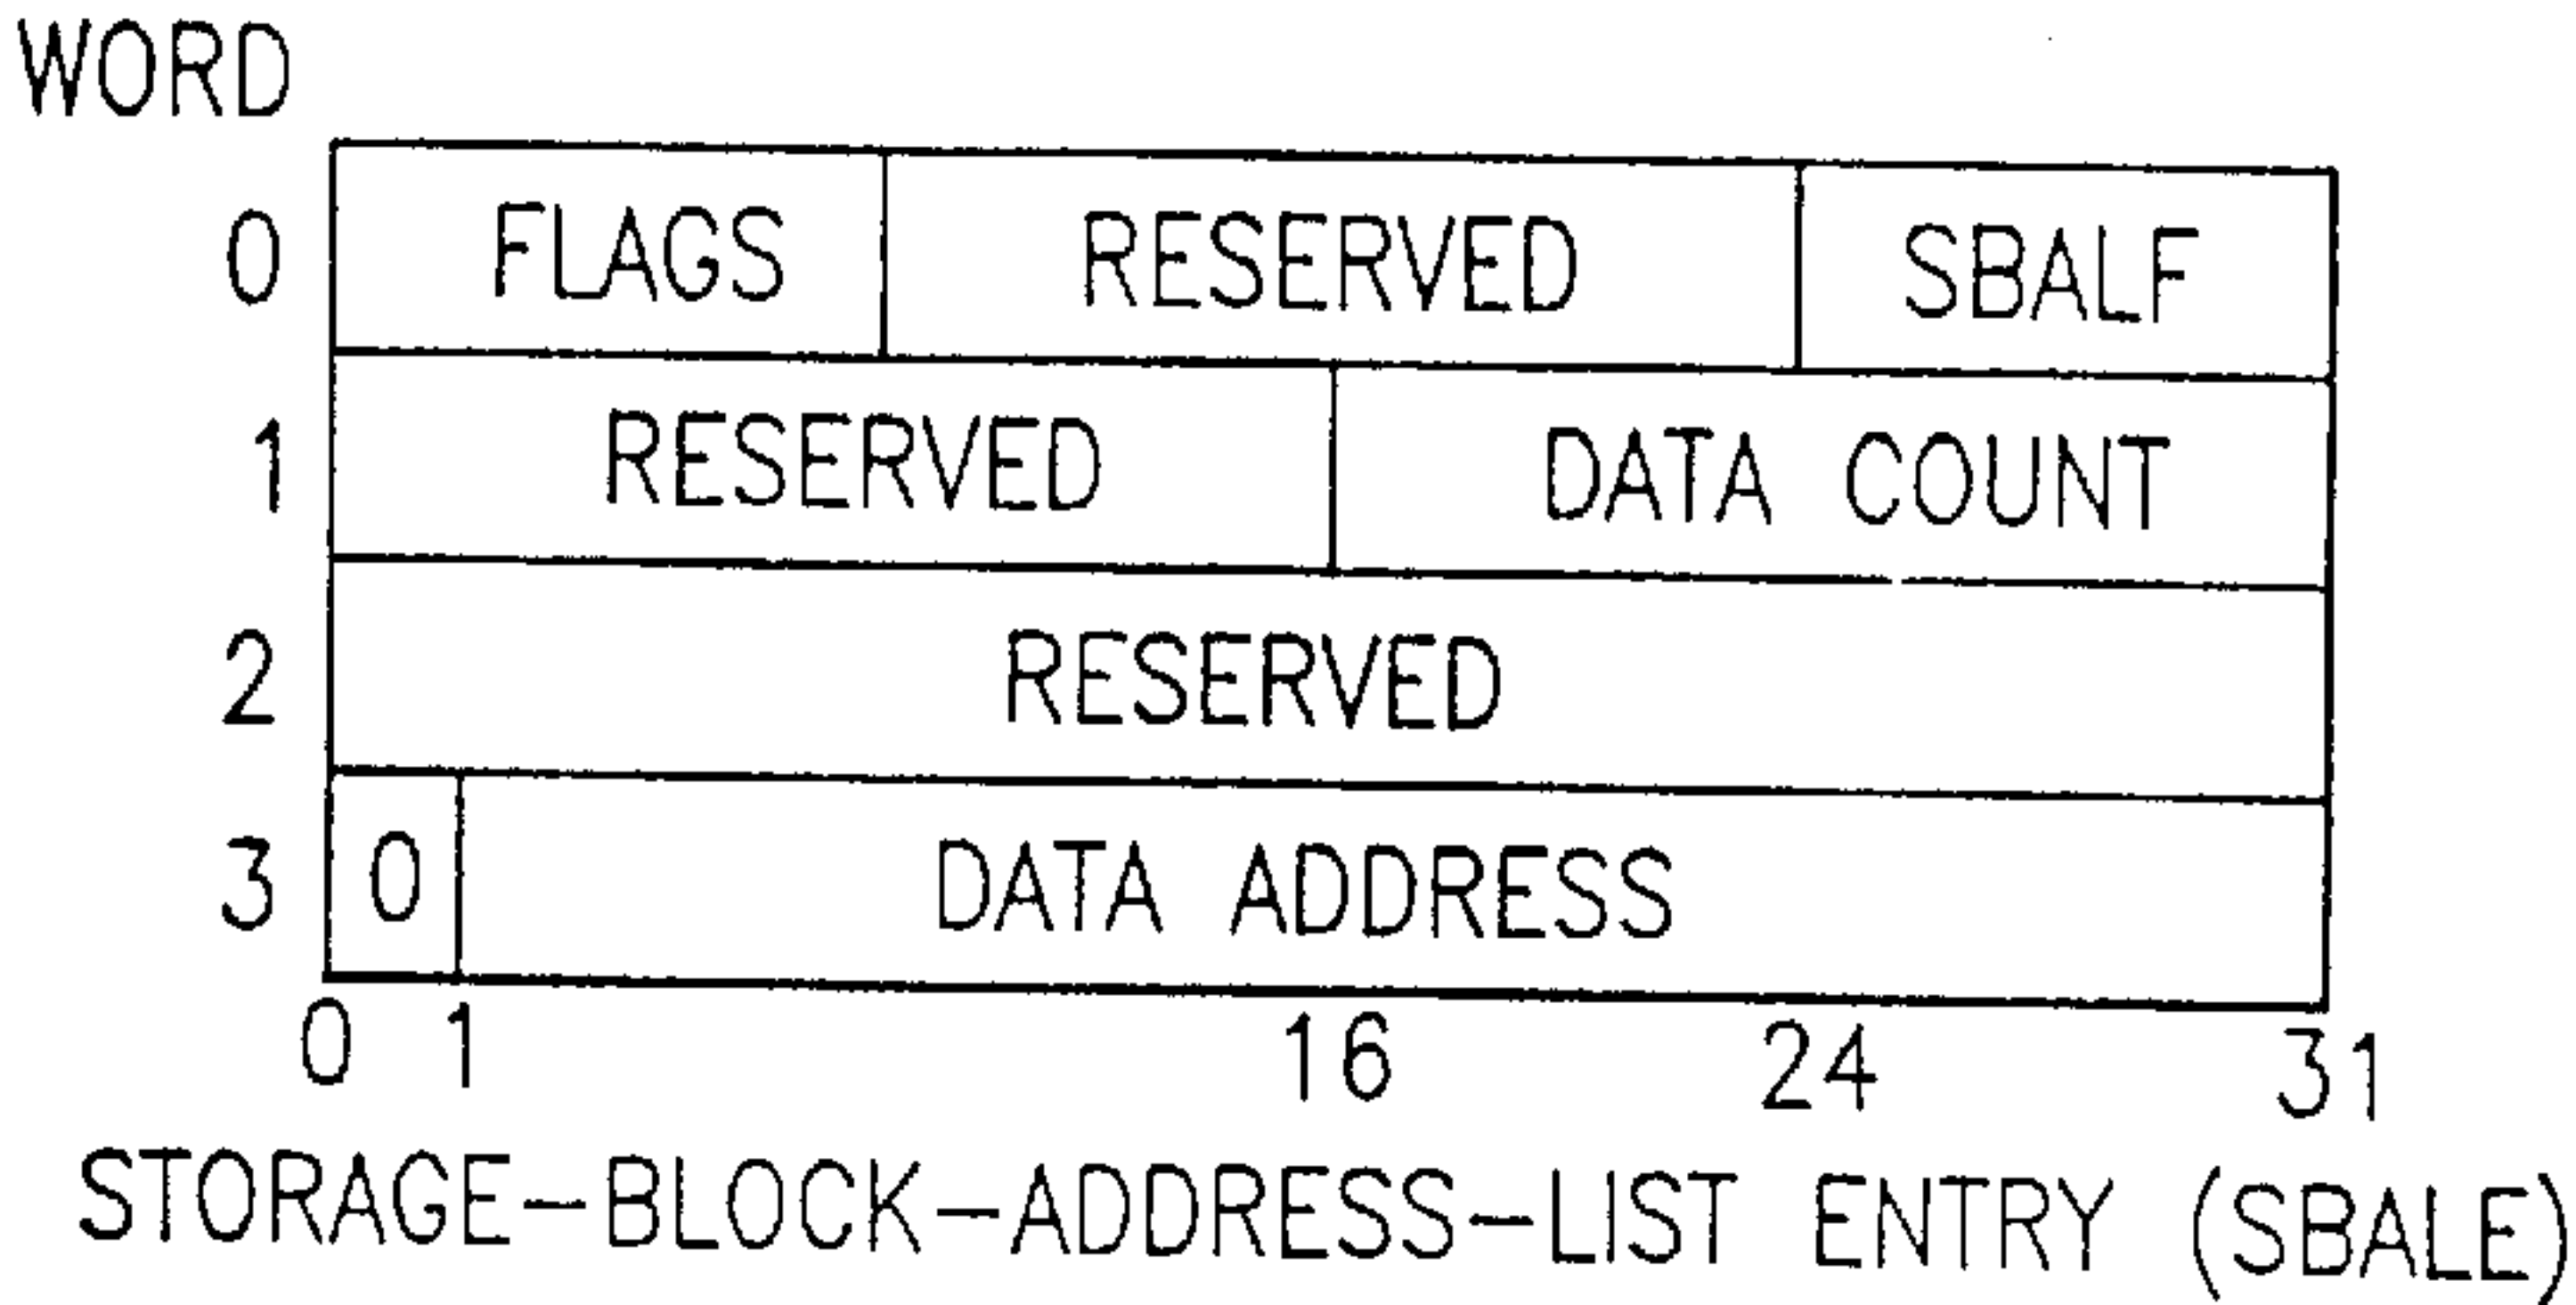 WORD
0 FLAGS RESERVED SBALF
1 RESERVED DATA COUNT
2 RESERVED
3 0 DATA ADDRESS
0 1 16 24 31
STORAGE-BLOCK-ADDRESS-LIST ENTRY (SBALE)